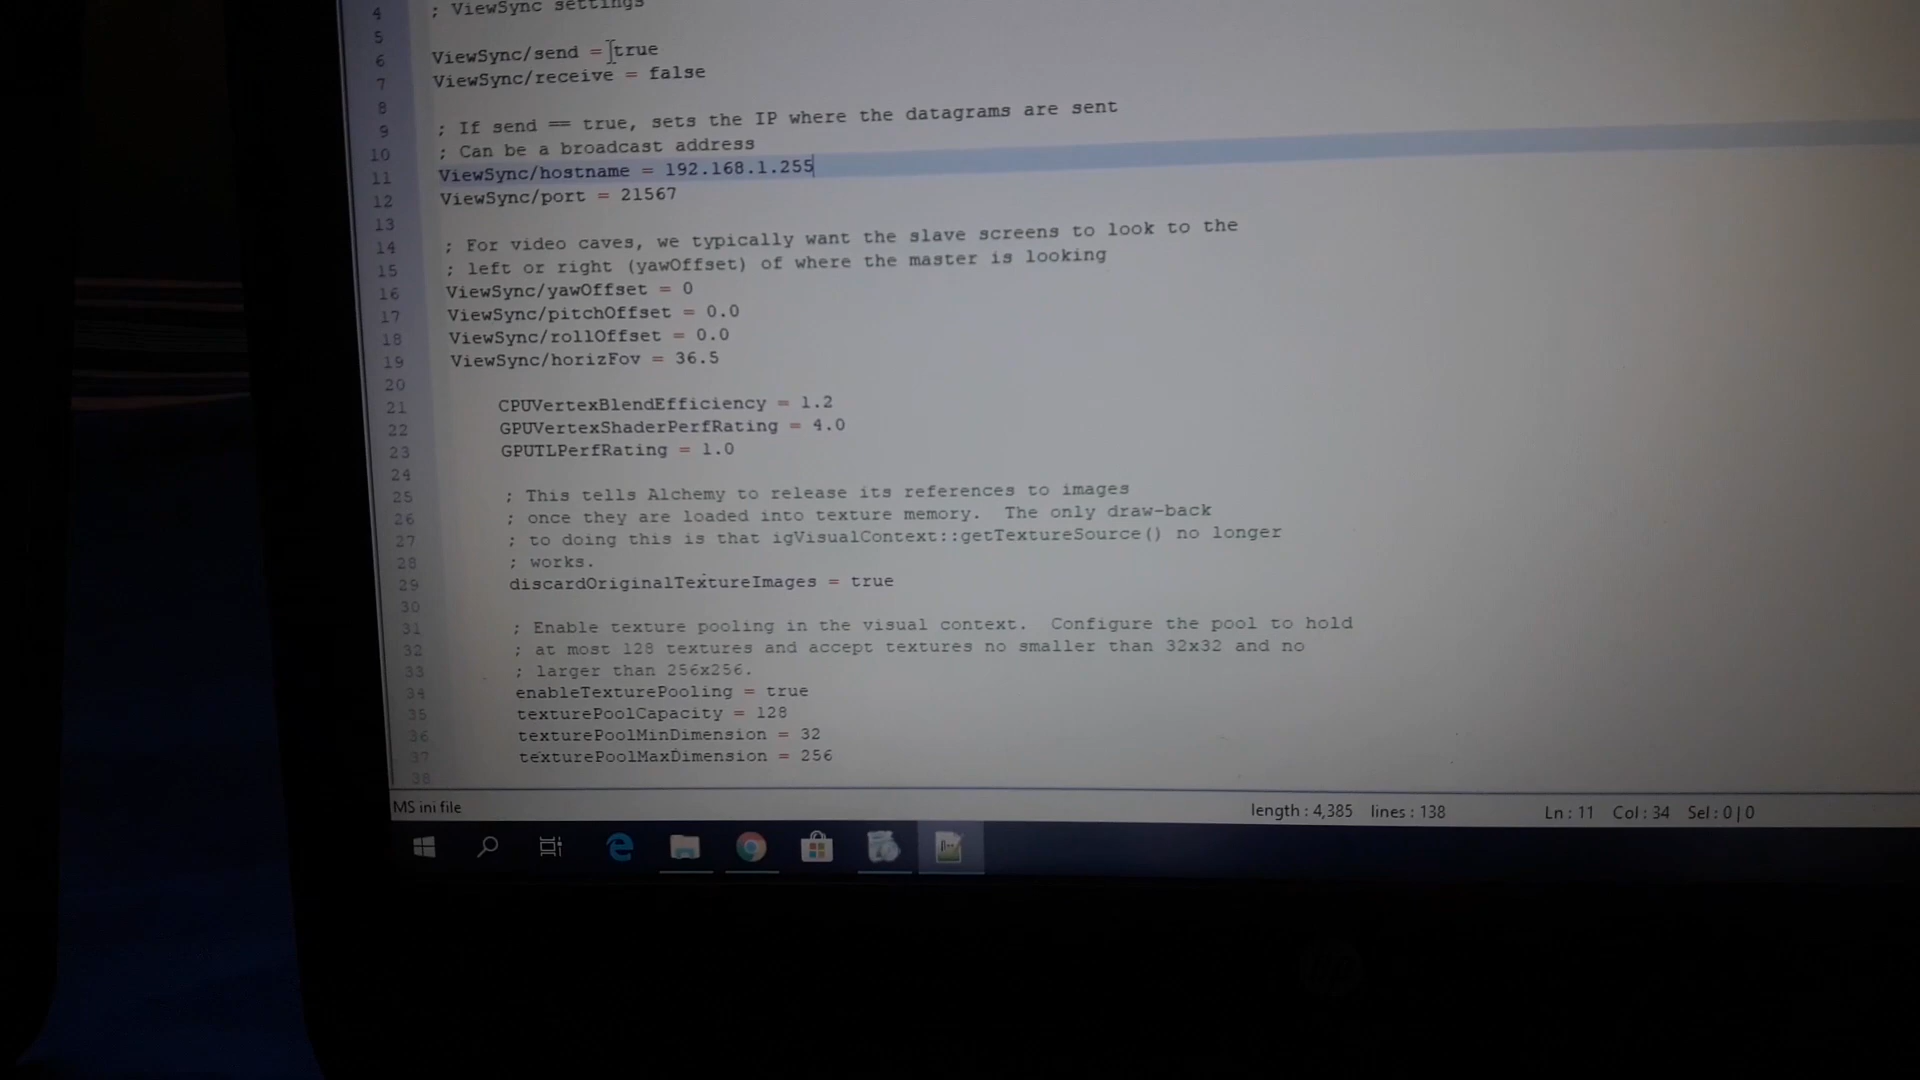 4 ; ViewSync settings
5
6 ViewSync/send = true
7 ViewSync/receive = false
8
9 ; If send == true, sets the IP where the datagrams are sent
10 ; Can be a broadcast address
11 ViewSync/hostname = 192.168.1.255
12 ViewSync/port = 21567
13
14 ; For video caves, we typically want the slave screens to look to the
15 ; left or right (yawOffset) of where the master is looking
16 ViewSync/yawOffset = 0
17 ViewSync/pitchOffset = 0.0
18 ViewSync/rollOffset = 0.0
19 ViewSync/horizFov = 36.5
20
21 CPUVertexBlendEfficiency = 1.2
22 GPUVertexShaderPerfRating = 4.0
23 GPUTLPerfRating = 1.0
24
25 ; This tells Alchemy to release its references to images
26 ; once they are loaded into texture memory. The only draw-back
27 ; to doing this is that igVisualContext::getTextureSource() no longer
28 ; works.
29 discardOriginalTextureImages = true
30
31 ; Enable texture pooling in the visual context. Configure the pool to hold
32 ; at most 128 textures and accept textures no smaller than 32x32 and no
33 ; larger than 256x256.
34 enableTexturePooling = true
35 texturePoolCapacity = 128
36 texturePoolMinDimension = 32
37 texturePoolMaxDimension = 256
38
MS ini file length : 4,385 lines : 138 Ln : 11 Col : 34 Sel : 0 | 0
hp